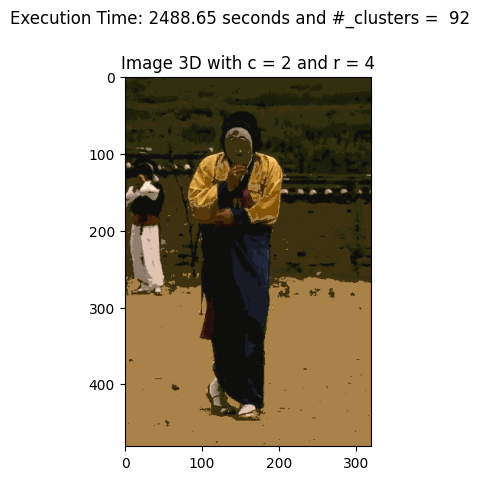 Execution Time: 2488.65 seconds and #_clusters =  92
Image 3D with c = 2 and r = 4
0
100
200
300
400
0 100 200 300